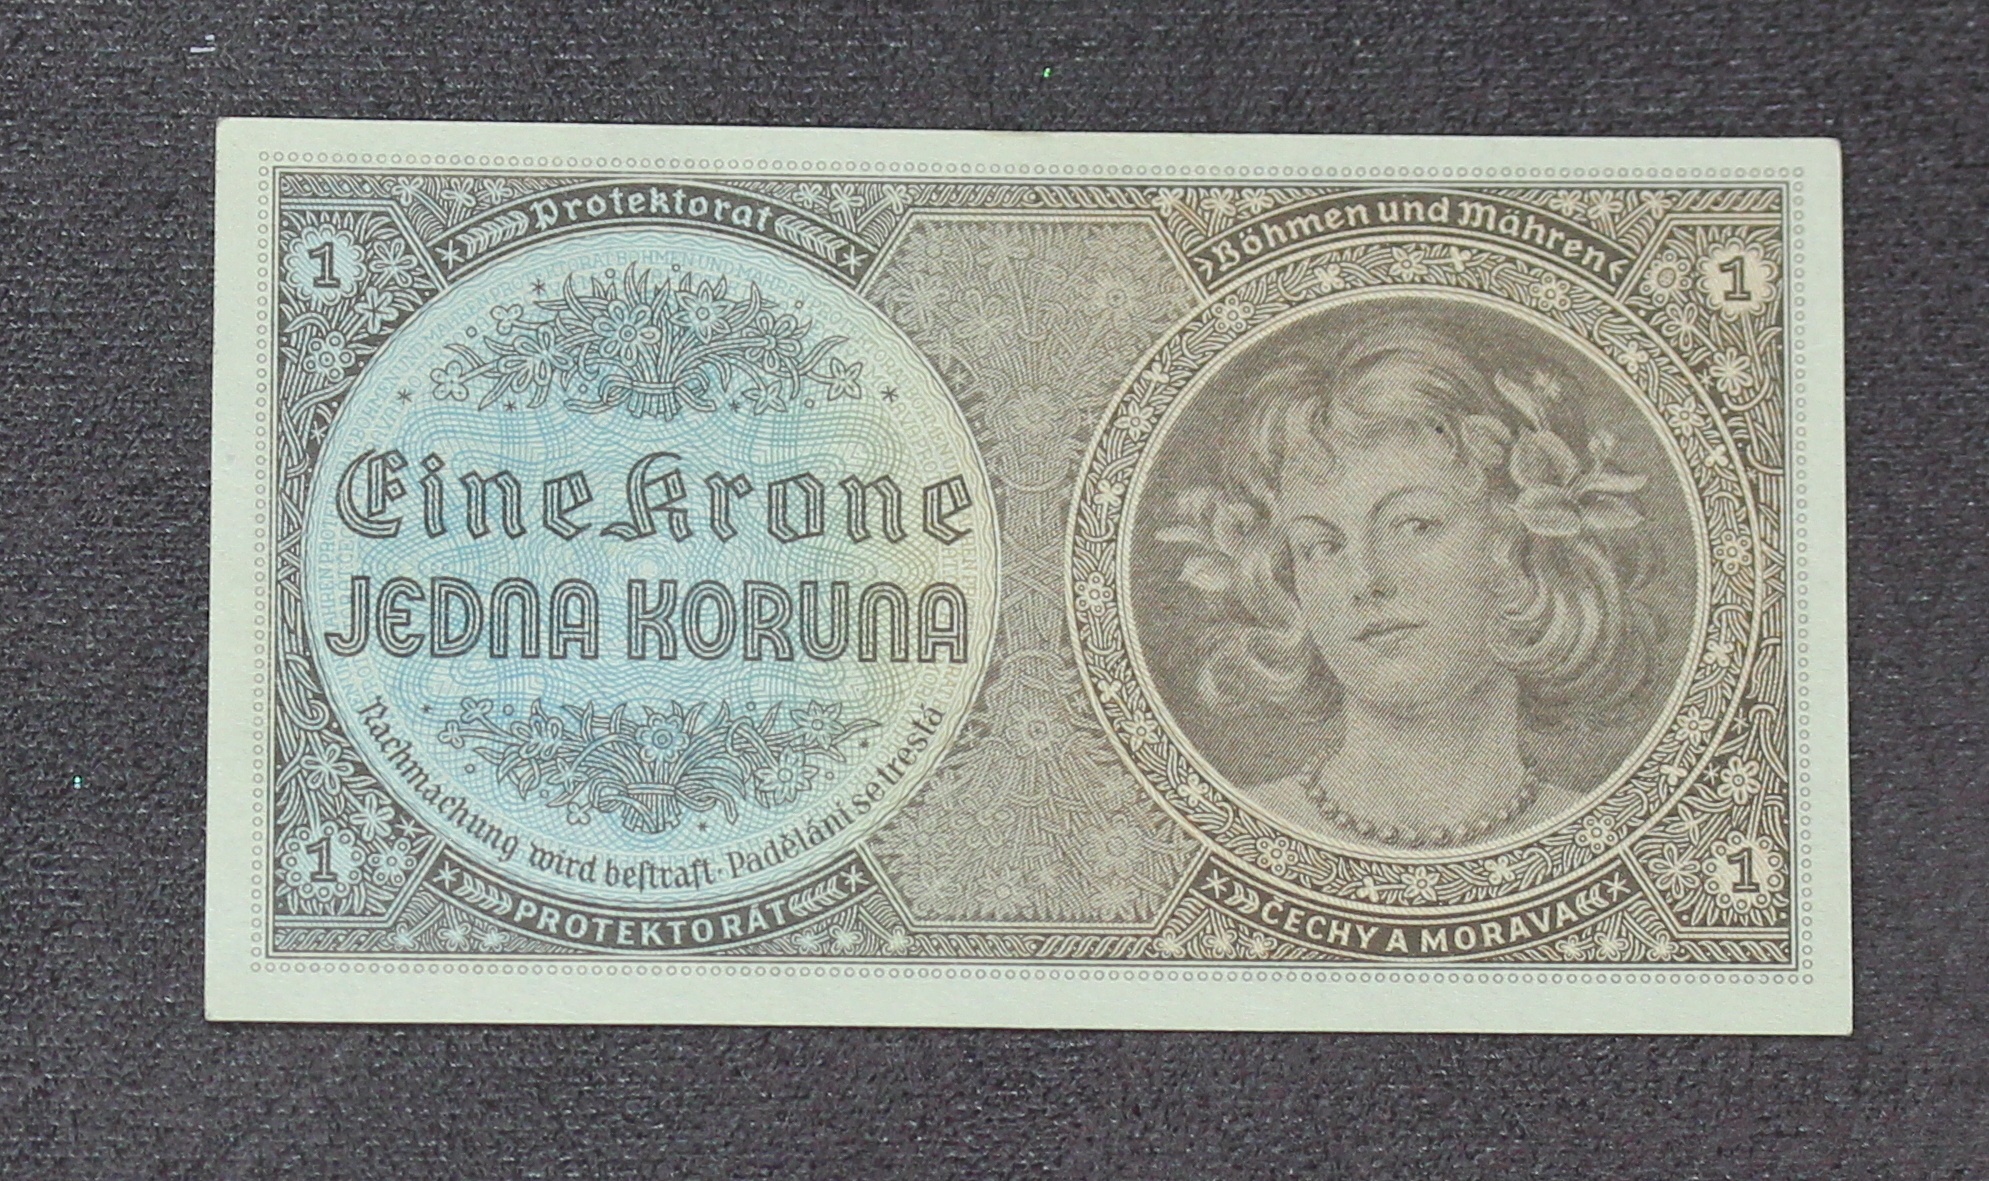 Protektorat
Böhmen und Mähren
1
1
Eine Krone
JEDNA KORUNA
Nachmachung wird bestraft. Padělání se trestá
1
1
PROTEKTORÁT
ČECHY A MORAVA